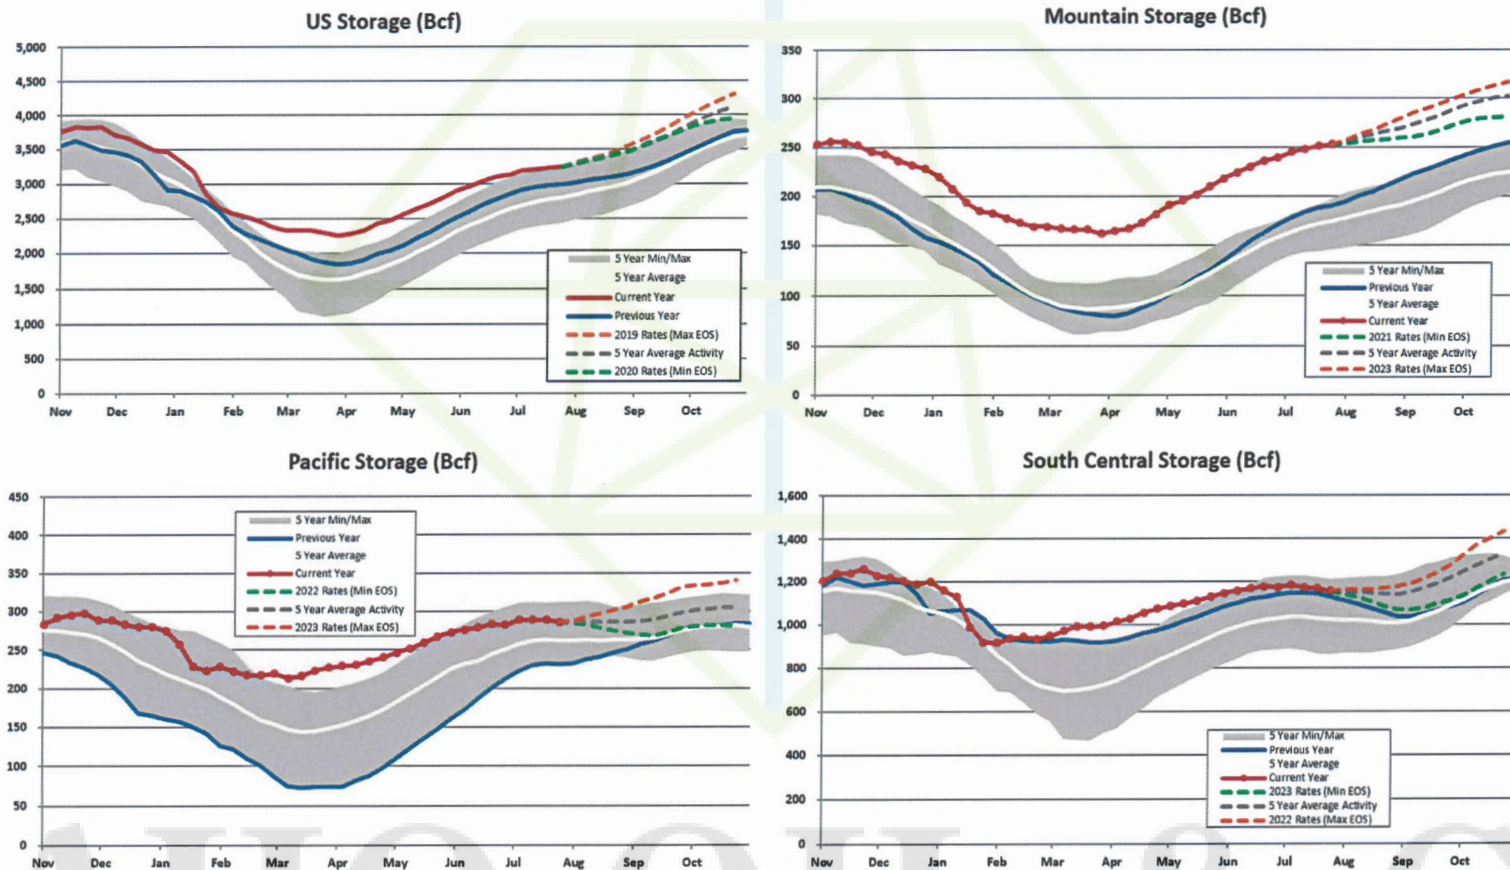 US Storage (Bcf)
5,000
4,500
4,000
3,500
3,000
2,500
2,000
1,500
1,000
500
0
Nov Dec Jan Feb Mar Apr May Jun Jul Aug Sep Oct
5 Year Min/Max
5 Year Average
Current Year
Previous Year
2019 Rates (Max EOS)
5 Year Average Activity
2020 Rates (Min EOS)
Mountain Storage (Bcf)
350
300
250
200
150
100
50
0
Nov Dec Jan Feb Mar Apr May Jun Jul Aug Sep Oct
5 Year Min/Max
Previous Year
5 Year Average
Current Year
2021 Rates (Min EOS)
5 Year Average Activity
2023 Rates (Max EOS)
Pacific Storage (Bcf)
450
400
350
300
250
200
150
100
50
0
Nov Dec Jan Feb Mar Apr May Jun Jul Aug Sep Oct
5 Year Min/Max
Previous Year
5 Year Average
Current Year
2022 Rates (Min EOS)
5 Year Average Activity
2023 Rates (Max EOS)
South Central Storage (Bcf)
1,600
1,400
1,200
1,000
800
600
400
200
0
Nov Dec Jan Feb Mar Apr May Jun Jul Aug Sep Oct
5 Year Min/Max
Previous Year
5 Year Average
Current Year
2023 Rates (Min EOS)
5 Year Average Activity
2022 Rates (Max EOS)